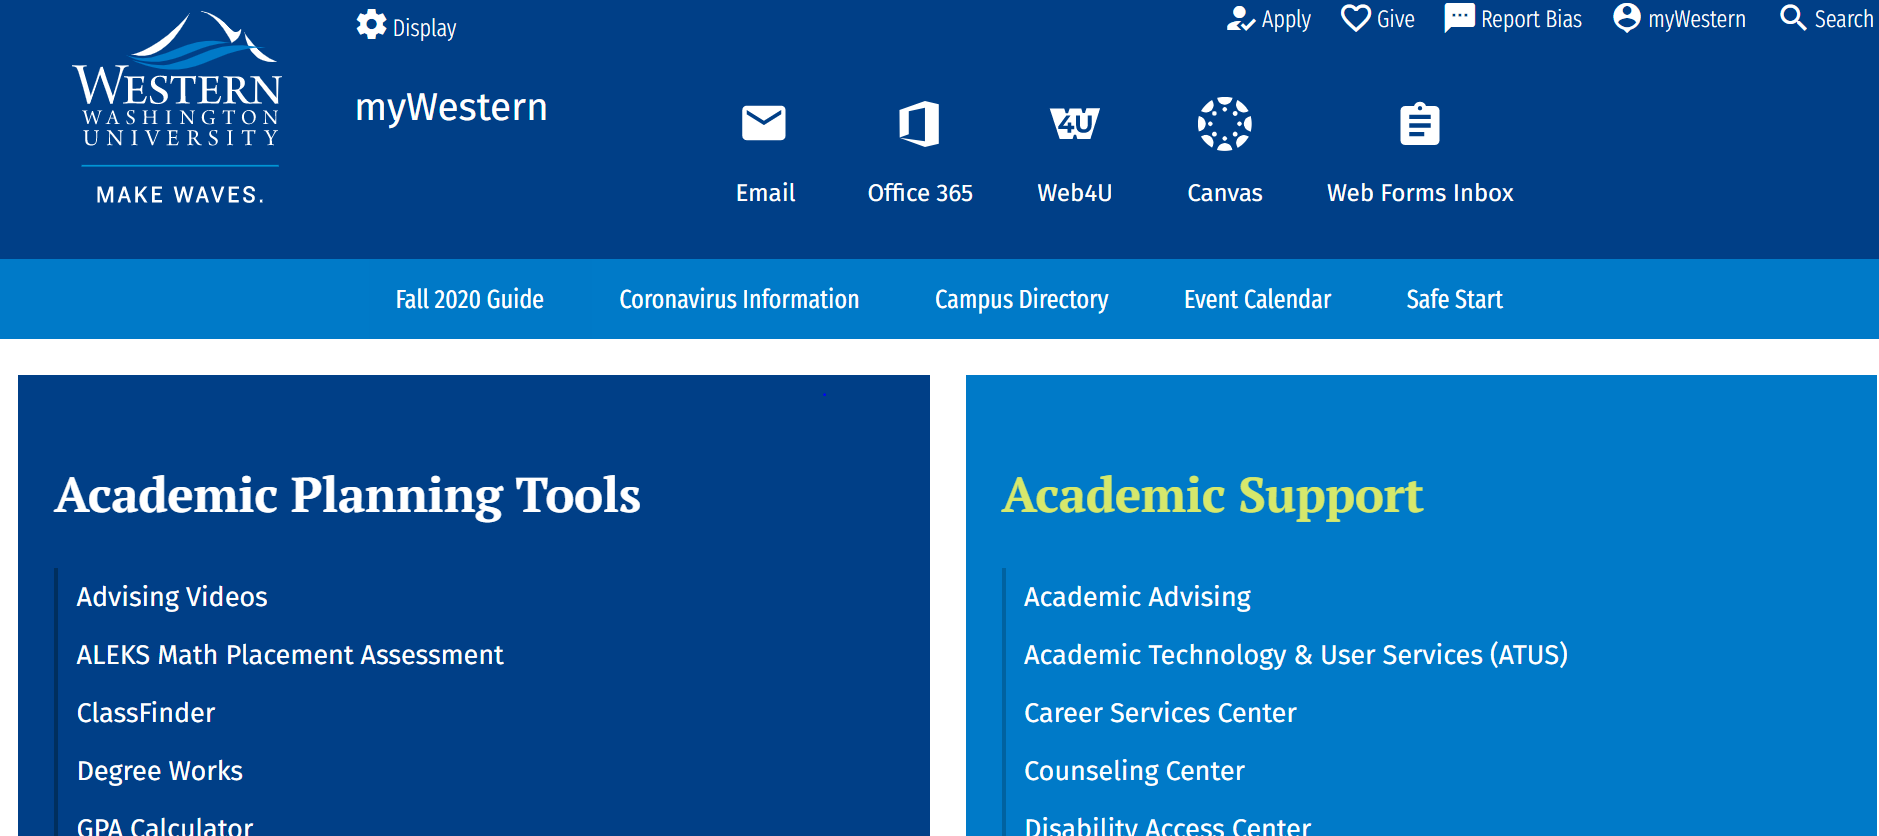 Display
Apply
Give
Report Bias
myWestern
Search
WESTERN
WASHINGTON
UNIVERSITY
MAKE WAVES.
myWestern
4U
Email
Office 365
Web4U
Canvas
Web Forms Inbox
Fall 2020 Guide
Coronavirus Information
Campus Directory
Event Calendar
Safe Start
Academic Planning Tools
Advising Videos
ALEKS Math Placement Assessment
ClassFinder
Degree Works
GPA Calculator
Academic Support
Academic Advising
Academic Technology & User Services (ATUS)
Career Services Center
Counseling Center
Disability Access Center